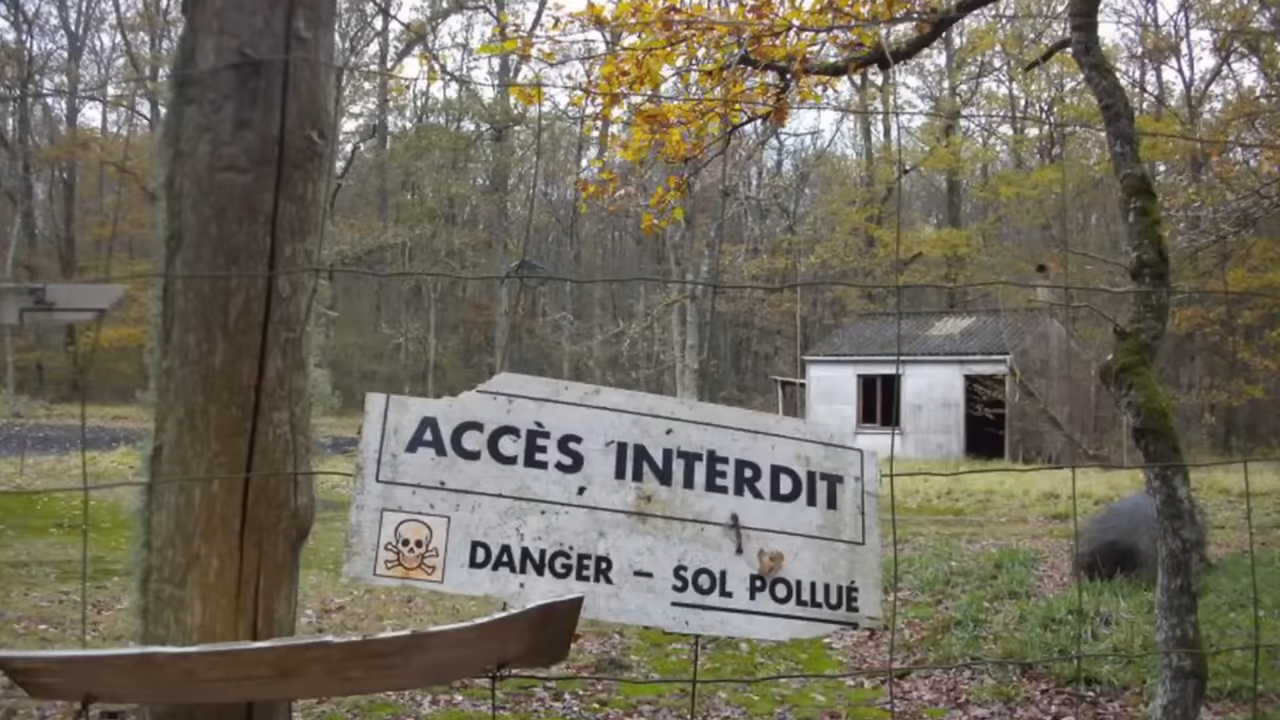 ACCÈS INTERDIT
DANGER – SOL POLLUÉ